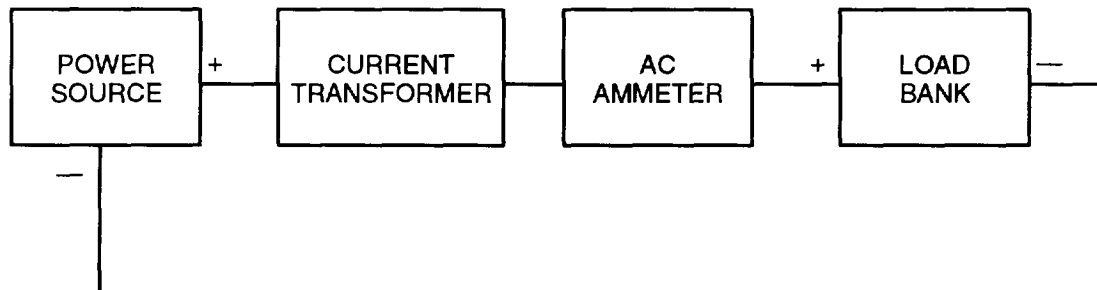 POWER
SOURCE
+
—
CURRENT
TRANSFORMER
AC
AMMETER
+
LOAD
BANK
—